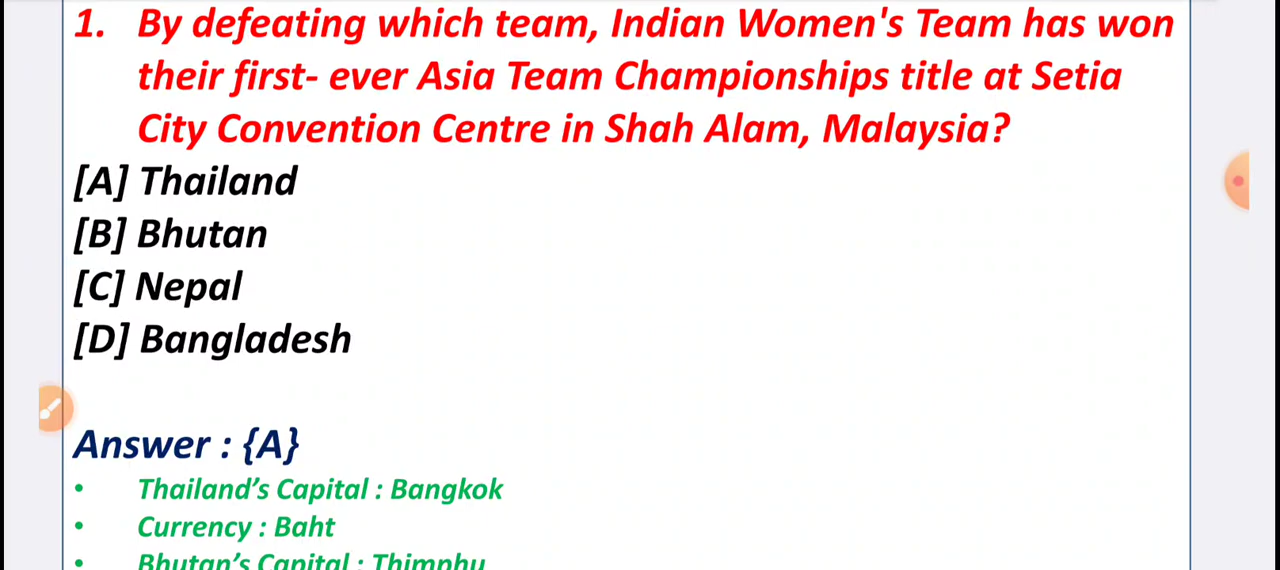 1. By defeating which team, Indian Women's Team has won
their first- ever Asia Team Championships title at Setia
City Convention Centre in Shah Alam, Malaysia?
[A] Thailand
[B] Bhutan
[C] Nepal
[D] Bangladesh
Answer : {A}
• Thailand’s Capital : Bangkok
• Currency : Baht
• Bhutan’s Capital : Thimphu